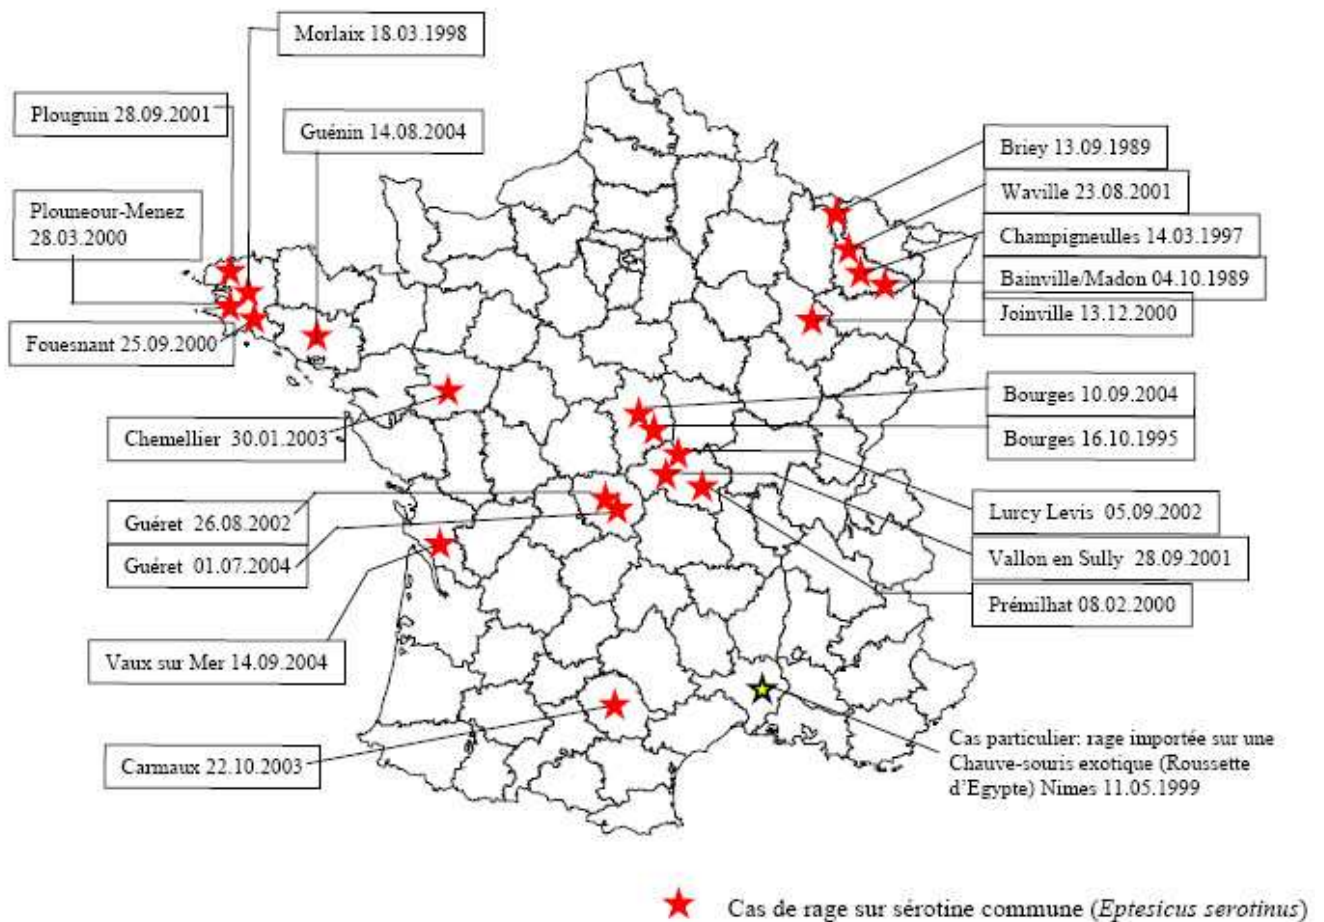 Morlaix 18.03.1998
Plouguin 28.09.2001
Guénin 14.08.2004
Plouneour-Menez
28.03.2000
Fouesnant 25.09.2000
Chemellier 30.01.2003
Guéret 26.08.2002
Guéret 01.07.2004
Vaux sur Mer 14.09.2004
Carmaux 22.10.2003
Briey 13.09.1989
Waville 23.08.2001
Champigneulles 14.03.1997
Bainville/Madon 04.10.1989
Joinville 13.12.2000
Bourges 10.09.2004
Bourges 16.10.1995
Lurcy Levis 05.09.2002
Vallon en Sully 28.09.2001
Prémilhat 08.02.2000
Cas particulier: rage importée sur une
Chauve-souris exotique (Roussette
d'Egypte) Nimes 11.05.1999
Cas de rage sur sérotine commune (Eptesicus serotinus)